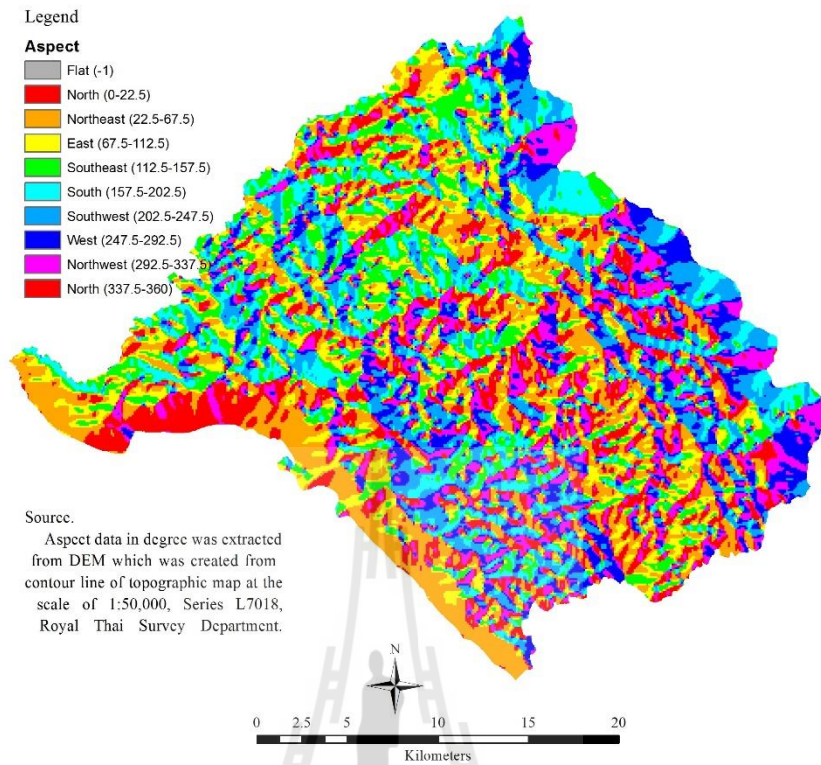 Legend
Aspect
Flat (-1)
North (0-22.5)
Northeast (22.5-67.5)
East (67.5-112.5)
Southeast (112.5-157.5)
South (157.5-202.5)
Southwest (202.5-247.5)
West (247.5-292.5)
Northwest (292.5-337.5)
North (337.5-360)
Source.
Aspect data in degree was extracted
from DEM which was created from
contour line of topographic map at the
scale of 1:50,000, Series L7018,
Royal Thai Survey Department.
N
0 2.5 5 10 15 20
Kilometers